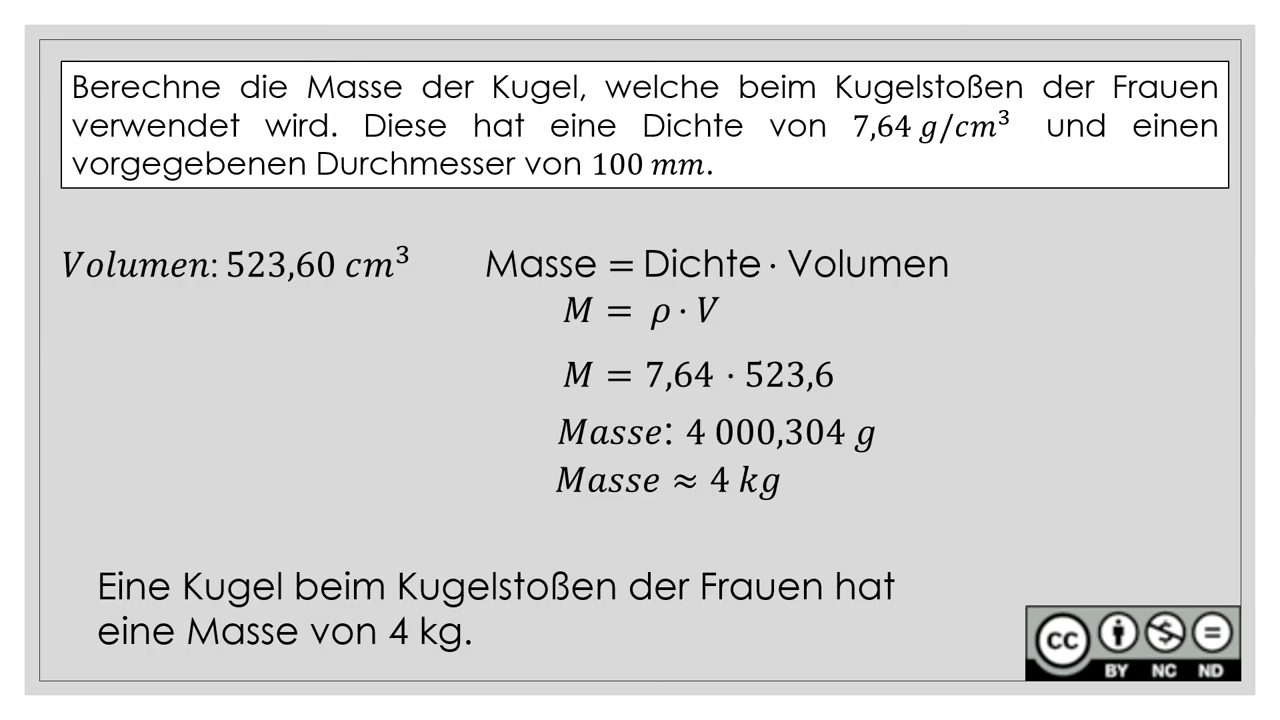 Berechne die Masse der Kugel, welche beim Kugelstoßen der Frauen
verwendet wird. Diese hat eine Dichte von 7,64 g/cm³ und einen
vorgegebenen Durchmesser von 100 mm.
Volumen: 523,60 cm³
Masse = Dichte · Volumen
M = ρ · V
M = 7,64 · 523,6
Masse: 4 000,304 g
Masse ≈ 4 kg
Eine Kugel beim Kugelstoßen der Frauen hat
eine Masse von 4 kg.
cc
BY NC ND